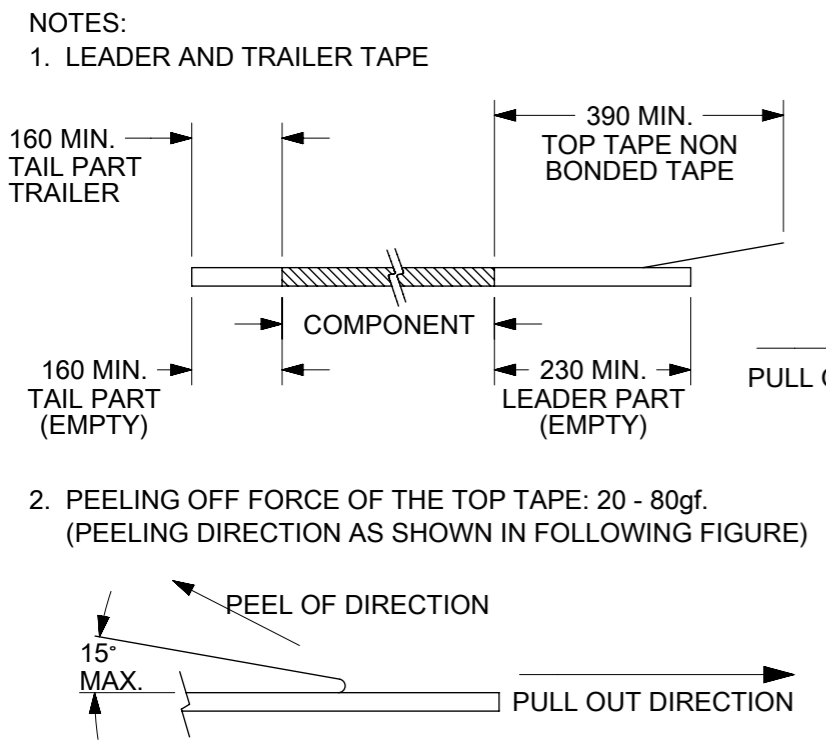 NOTES:
1. LEADER AND TRAILER TAPE
160 MIN.
TAIL PART
TRAILER
390 MIN.
TOP TAPE NON
BONDED TAPE
COMPONENT
160 MIN.
TAIL PART
(EMPTY)
230 MIN.
LEADER PART
(EMPTY)
PULL
2. PEELING OFF FORCE OF THE TOP TAPE: 20 - 80gf.
(PEELING DIRECTION AS SHOWN IN FOLLOWING FIGURE)
PEEL OF DIRECTION
15°
MAX.
PULL OUT DIRECTION